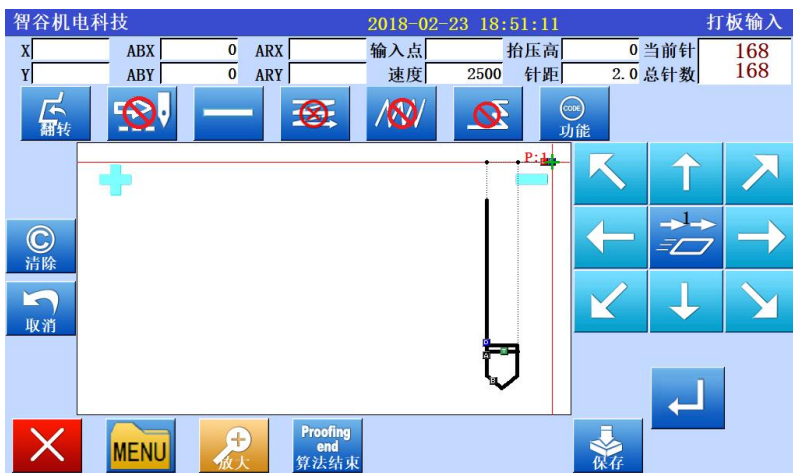 智谷机电科技 2018-02-23 18:51:11 打板输入
X ABX 0 ARX 输入点 抬压高 0 当前针 168
Y ABY 0 ARY 速度 2500 针距 2.0 总针数 168
翻转 CODE 功能
P:1
1
C 清除
取消
A
B
MENU 放大 Proofing end 算法结束 保存